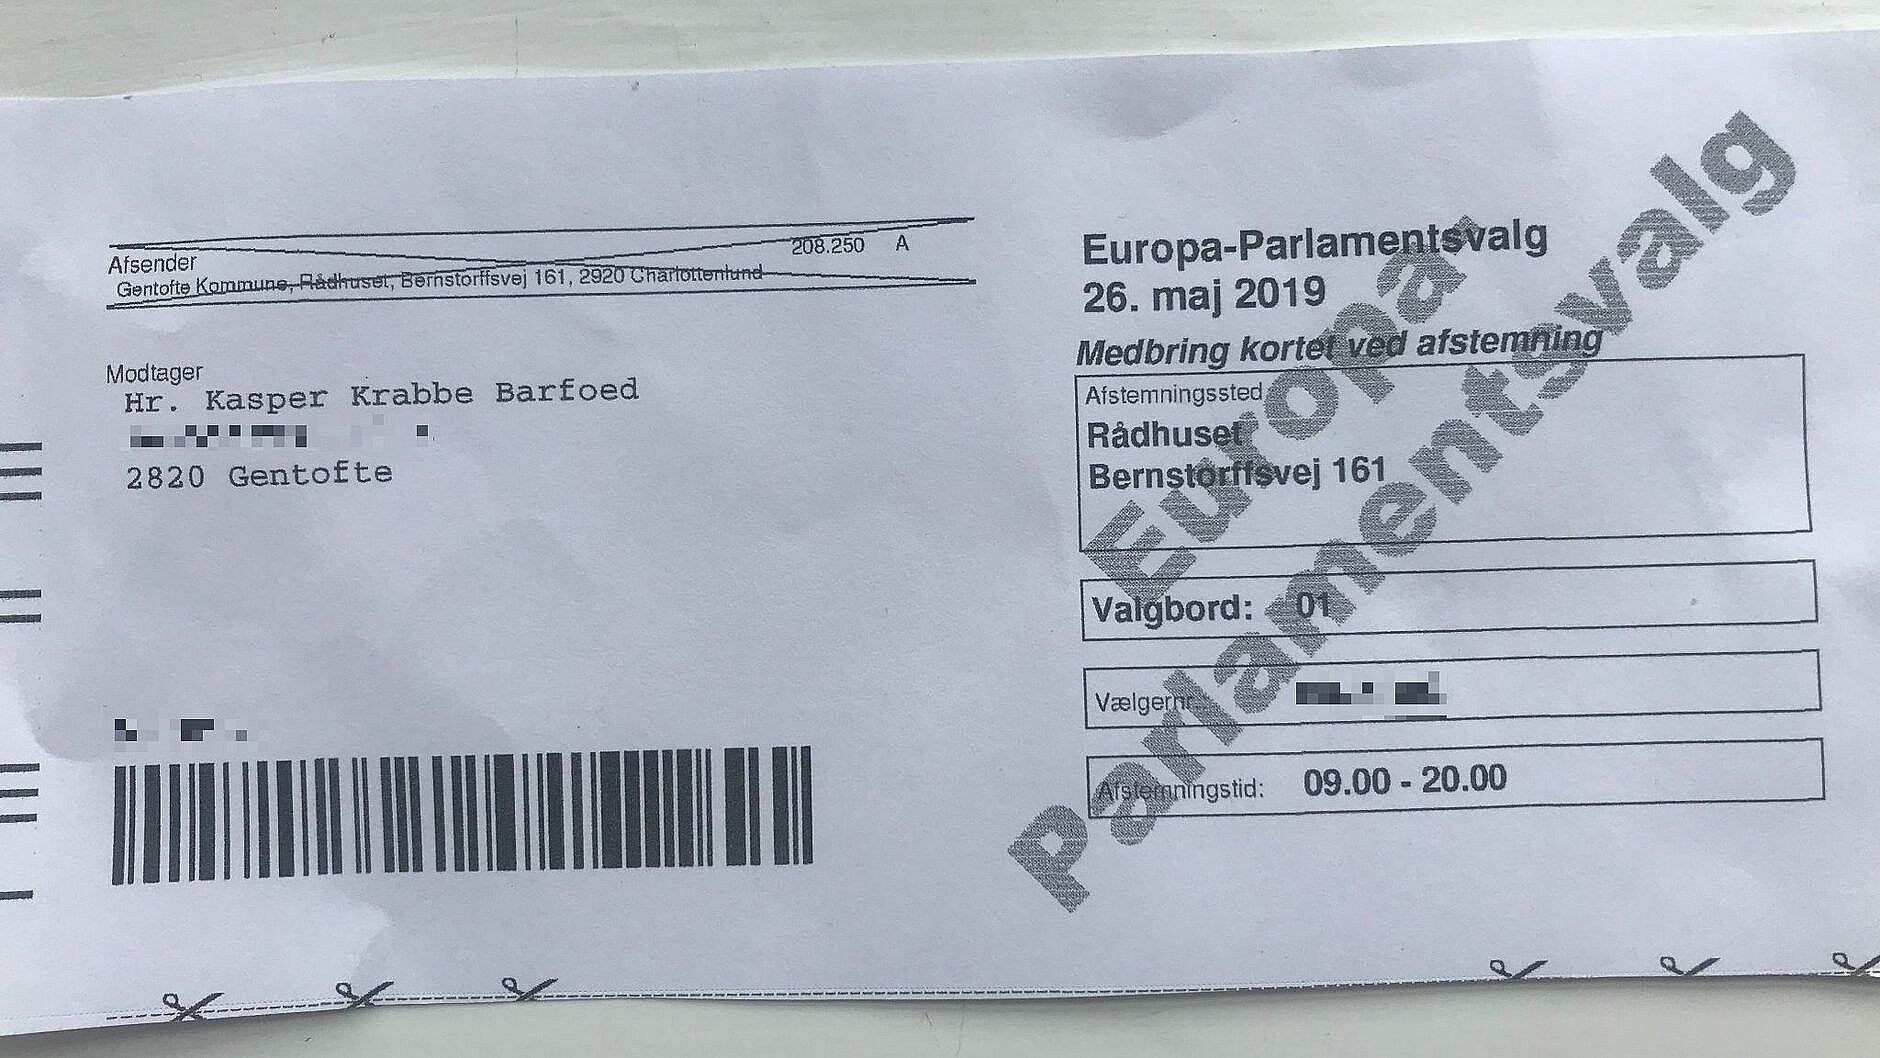 208.250 A
Afsender
Gentofte Kommune, Rådhuset, Bernstorffsvej 161, 2920 Charlottenlund
Modtager
Hr. Kasper Krabbe Barfoed
2820 Gentofte
Europa-Parlamentsvalg
26. maj 2019
Medbring kortet ved afstemning
Afstemningssted
Rådhuset
Bernstorffsvej 161
Valgbord: 01
Vælgernr.:
Afstemningstid: 09.00 - 20.00
Europa-
Parlamentsvalg